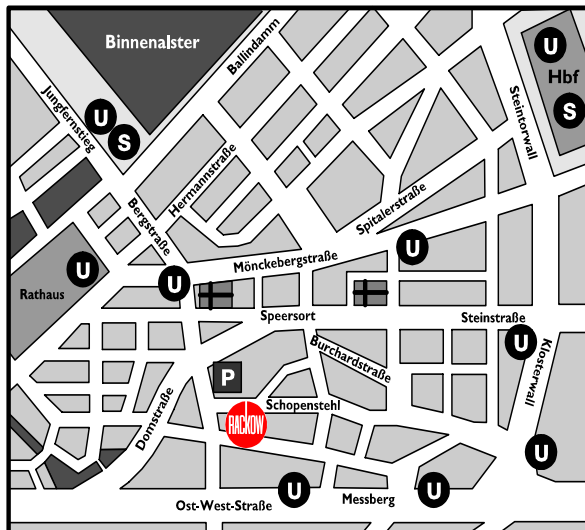 Binnenalster
Ballindamm
U
Hbf
S
Jungfernstieg
U
S
Steintorwall
Hermannstraße
Bergstraße
Spitalerstraße
U
Mönckebergstraße
U
Rathaus
U
Speersort
Steinstraße
U
Burchardstraße
Klosterwall
P
Schopenstehl
RACKOW
Domstraße
U
U
U
Messberg
Ost-West-Straße